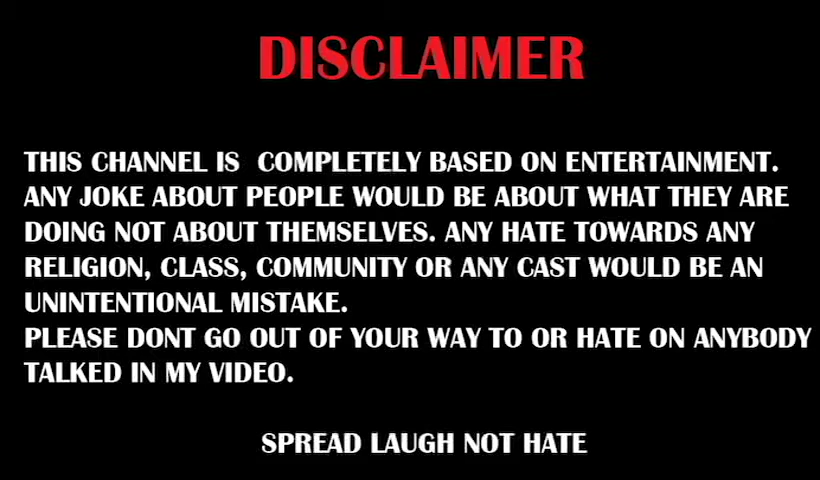 DISCLAIMER
THIS CHANNEL IS COMPLETELY BASED ON ENTERTAINMENT.
ANY JOKE ABOUT PEOPLE WOULD BE ABOUT WHAT THEY ARE
DOING NOT ABOUT THEMSELVES. ANY HATE TOWARDS ANY
RELIGION, CLASS, COMMUNITY OR ANY CAST WOULD BE AN
UNINTENTIONAL MISTAKE.
PLEASE DONT GO OUT OF YOUR WAY TO OR HATE ON ANYBODY
TALKED IN MY VIDEO.
SPREAD LAUGH NOT HATE